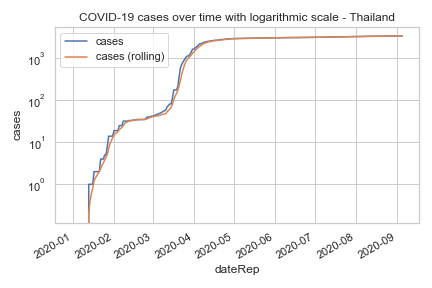 COVID-19 cases over time with logarithmic scale - Thailand
cases
cases (rolling)
10³
10²
10¹
10⁰
cases
2020-01
2020-02
2020-03
2020-04
2020-05
2020-06
2020-07
2020-08
2020-09
dateRep